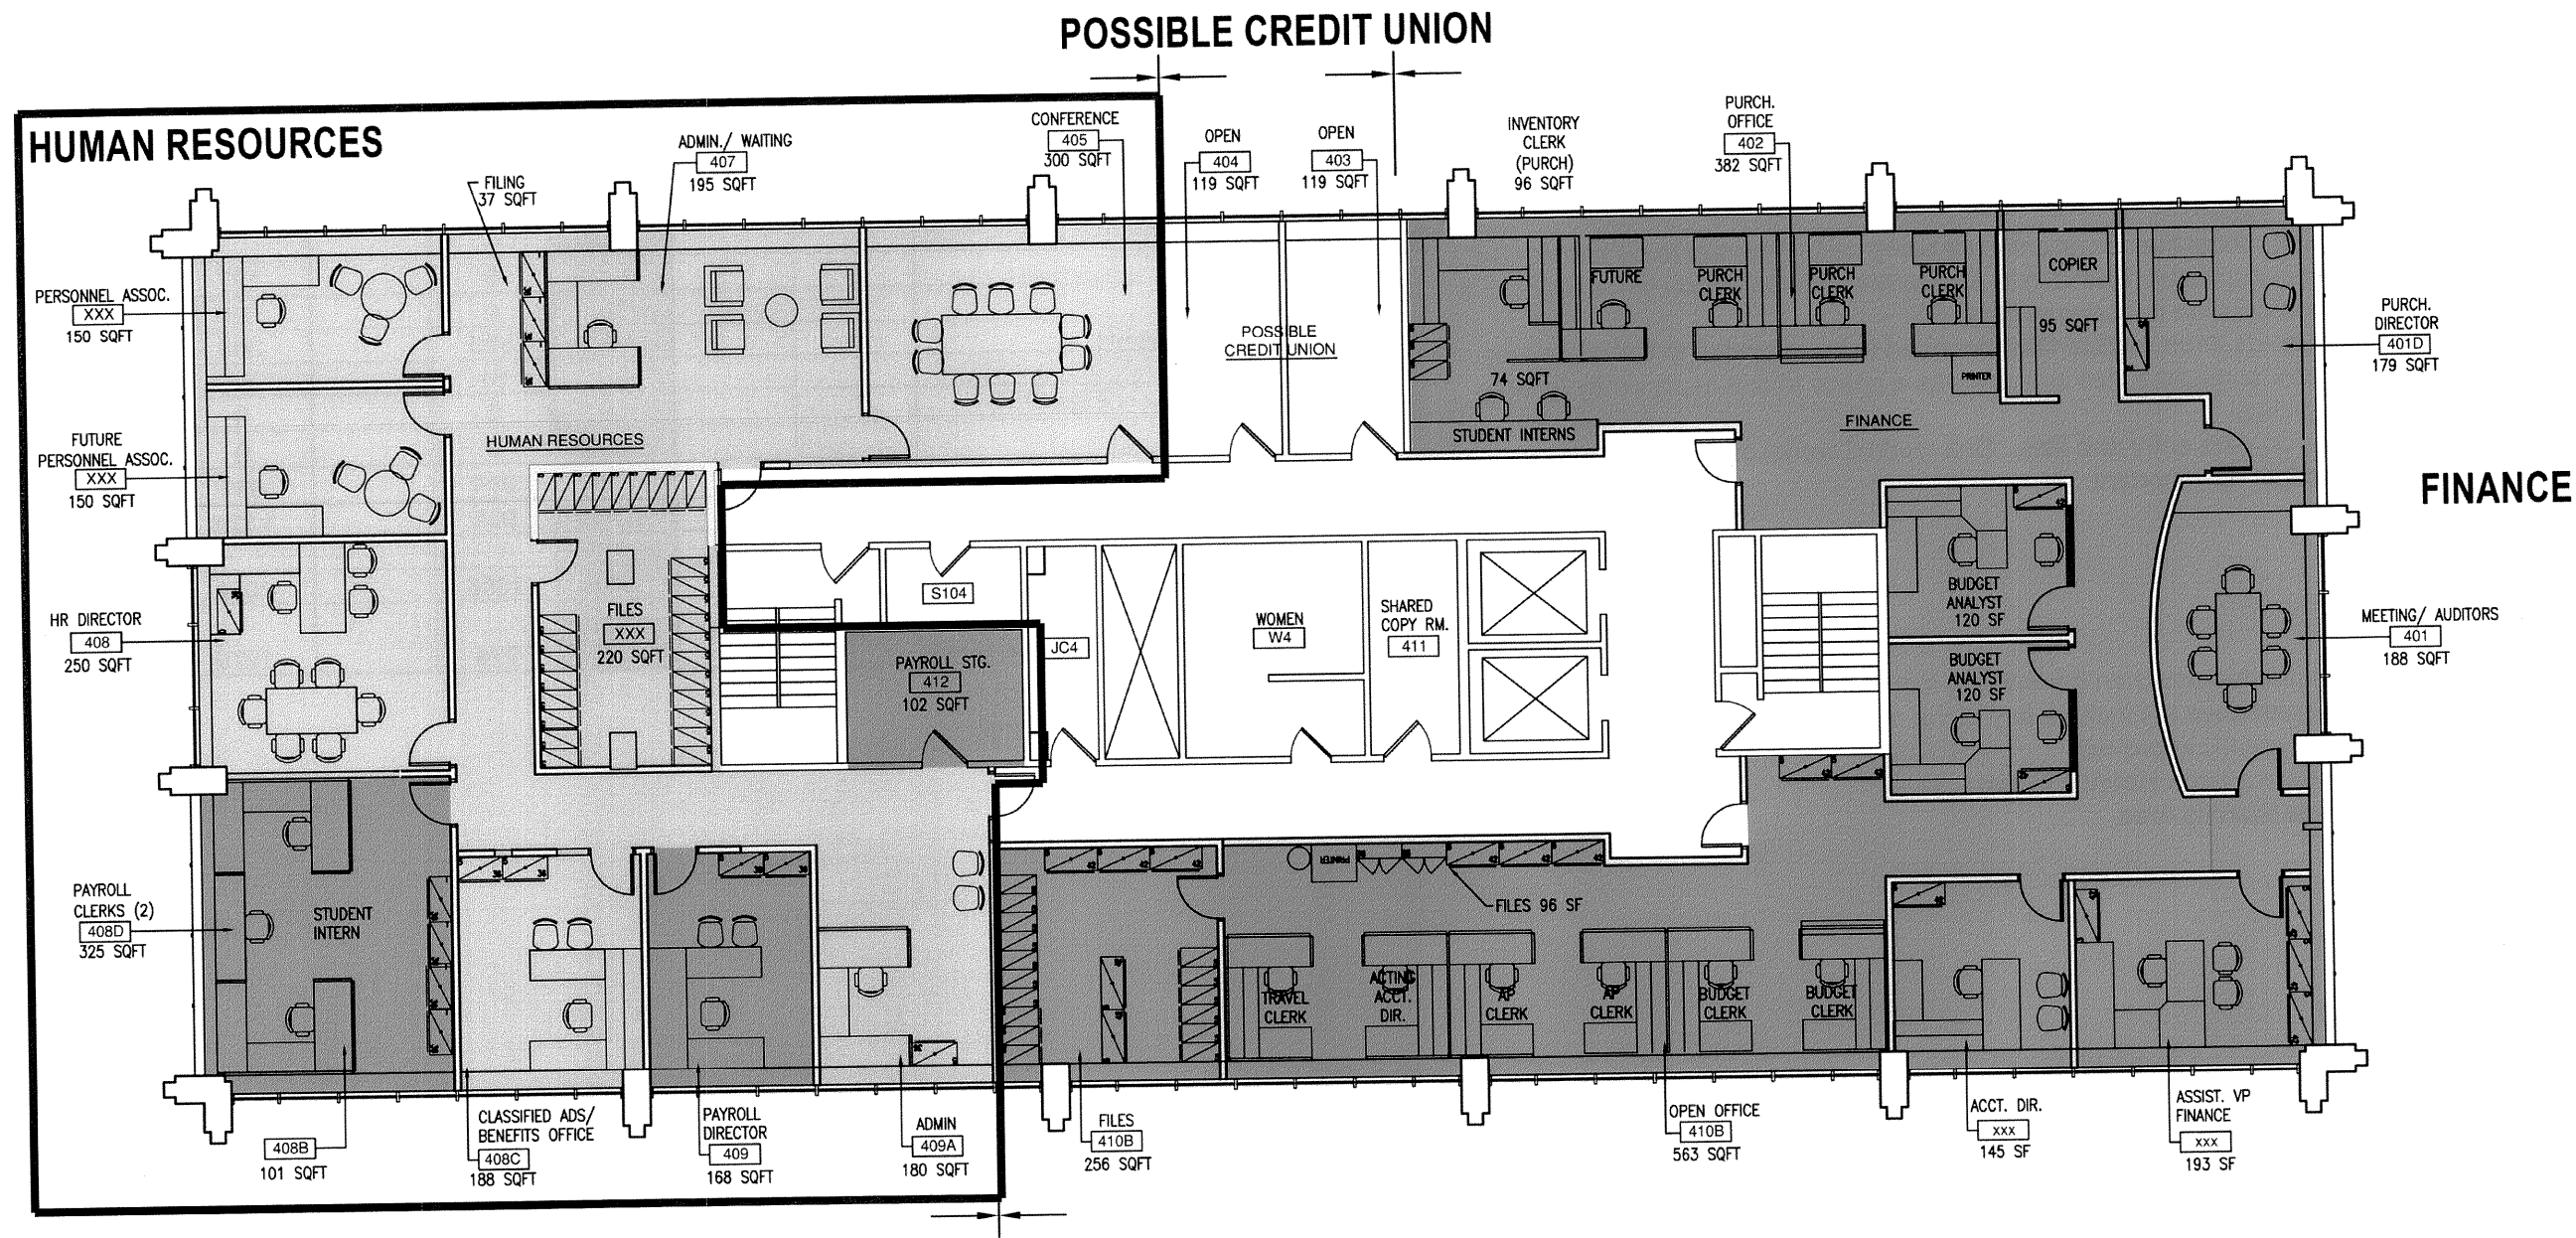 POSSIBLE CREDIT UNION
HUMAN RESOURCES
FILING
37 SQFT
ADMIN./ WAITING
407
195 SQFT
CONFERENCE
405
300 SQFT
OPEN
404
119 SQFT
OPEN
403
119 SQFT
INVENTORY
CLERK
(PURCH)
96 SQFT
PURCH.
OFFICE
402
382 SQFT
PERSONNEL ASSOC.
XXX
150 SQFT
FUTURE
PERSONNEL ASSOC.
XXX
150 SQFT
HR DIRECTOR
408
250 SQFT
PAYROLL
CLERKS (2)
408D
325 SQFT
HUMAN RESOURCES
FILES
XXX
220 SQFT
STUDENT
INTERN
PAYROLL STG.
412
102 SQFT
S104
JC4
WOMEN
W4
SHARED
COPY RM.
411
POSSIBLE
CREDIT UNION
FUTURE
PURCH
CLERK
PURCH
CLERK
PURCH
CLERK
PRINTER
COPIER
95 SQFT
74 SQFT
STUDENT INTERNS
FINANCE
BUDGET
ANALYST
120 SF
BUDGET
ANALYST
120 SF
PURCH.
DIRECTOR
401D
179 SQFT
FINANCE
MEETING/ AUDITORS
401
188 SQFT
PRINTER
FILES 96 SF
TRAVEL
CLERK
ACTING
ACCT.
DIR.
AP
CLERK
AP
CLERK
BUDGET
CLERK
BUDGET
CLERK
408B
101 SQFT
CLASSIFIED ADS/
BENEFITS OFFICE
408C
188 SQFT
PAYROLL
DIRECTOR
409
168 SQFT
ADMIN
409A
180 SQFT
FILES
410B
256 SQFT
OPEN OFFICE
410B
563 SQFT
ACCT. DIR.
XXX
145 SF
ASSIST. VP
FINANCE
XXX
193 SF